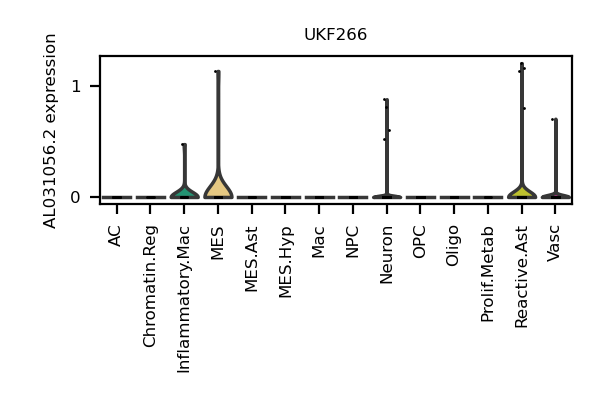 UKF266
AL031056.2 expression
1
0
AC
Chromatin.Reg
Inflammatory.Mac
MES
MES.Ast
MES.Hyp
Mac
NPC
Neuron
OPC
Oligo
Prolif.Metab
Reactive.Ast
Vasc